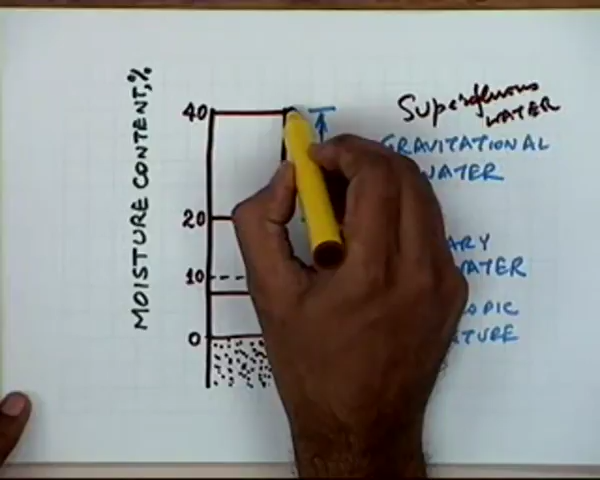 MOISTURE CONTENT, %
40
20
10
0
Superfluous
WATER
GRAVITATIONAL
WATER
ARY
WATER
OPIC
TURE